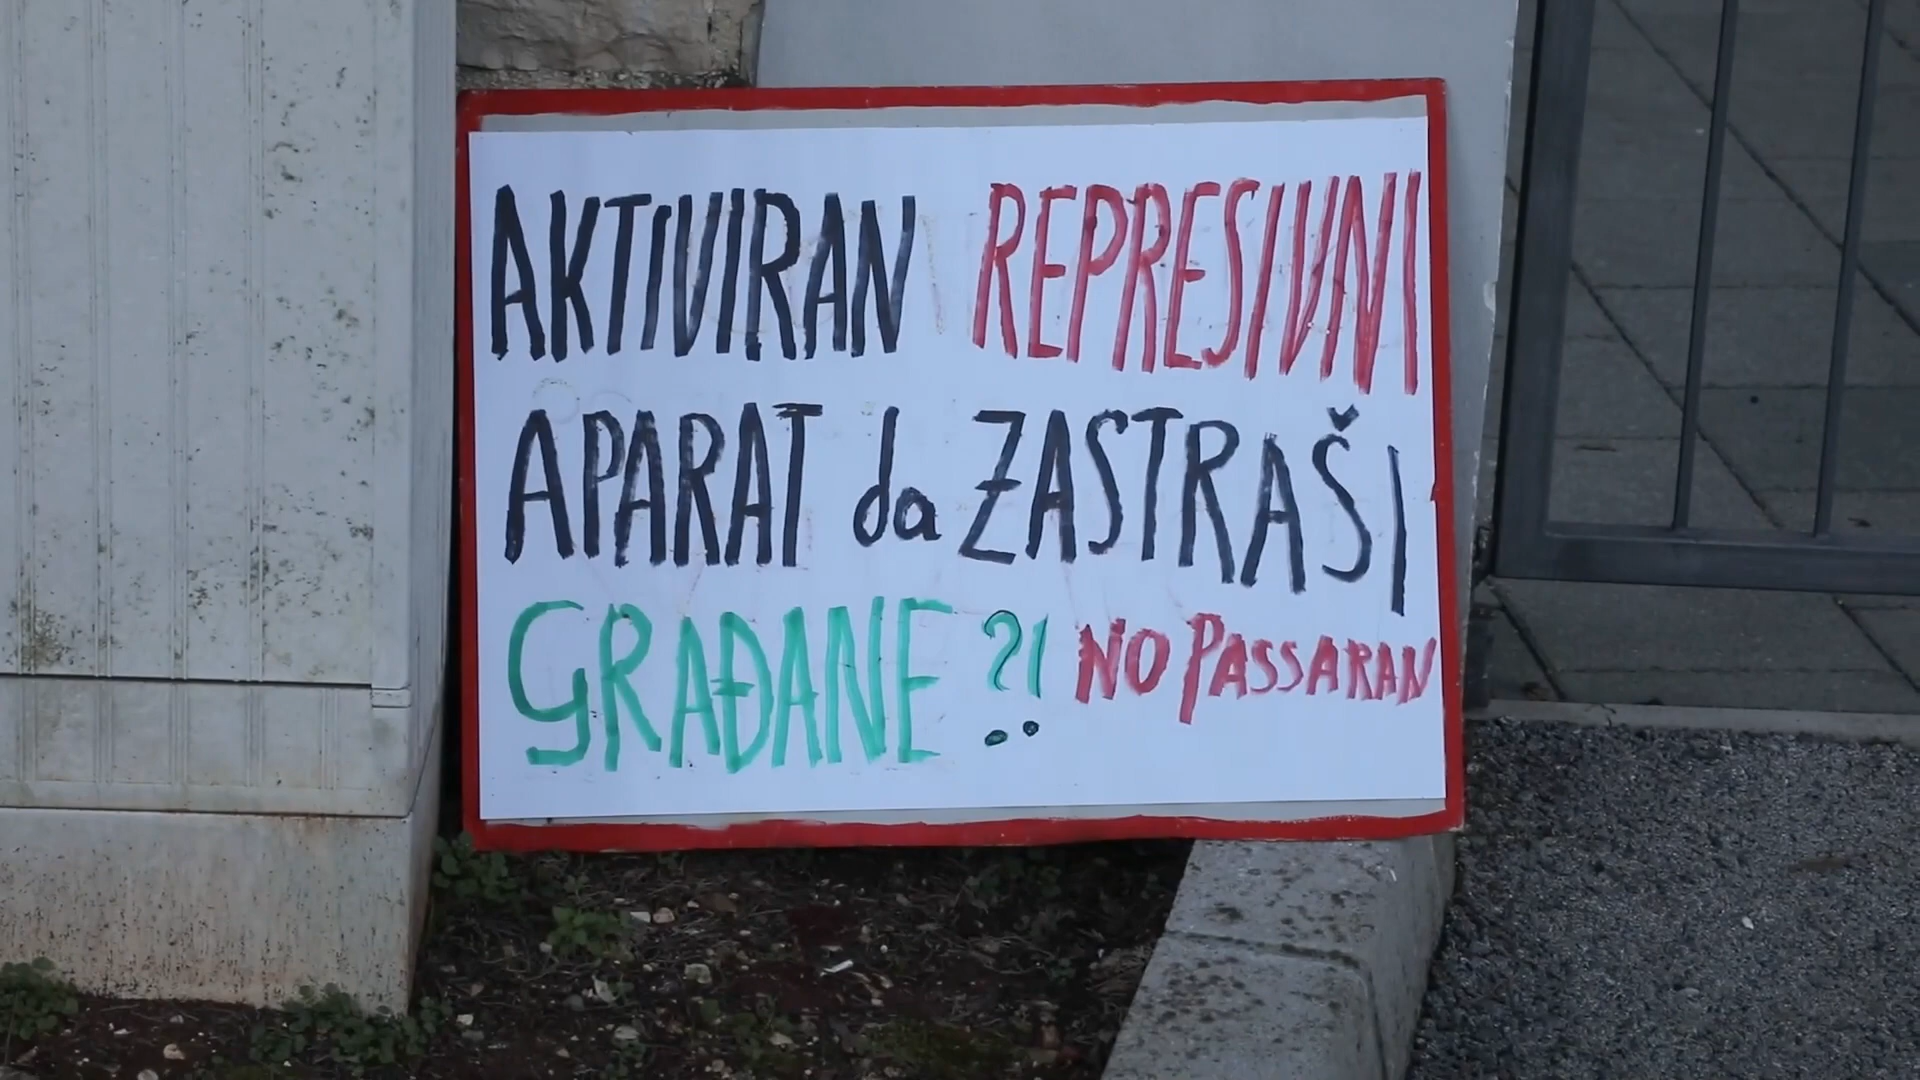 AKTIVIRAN REPRESIVNI
APARAT da ZASTRAŠI
GRAĐANE ?! NO PASSARAN